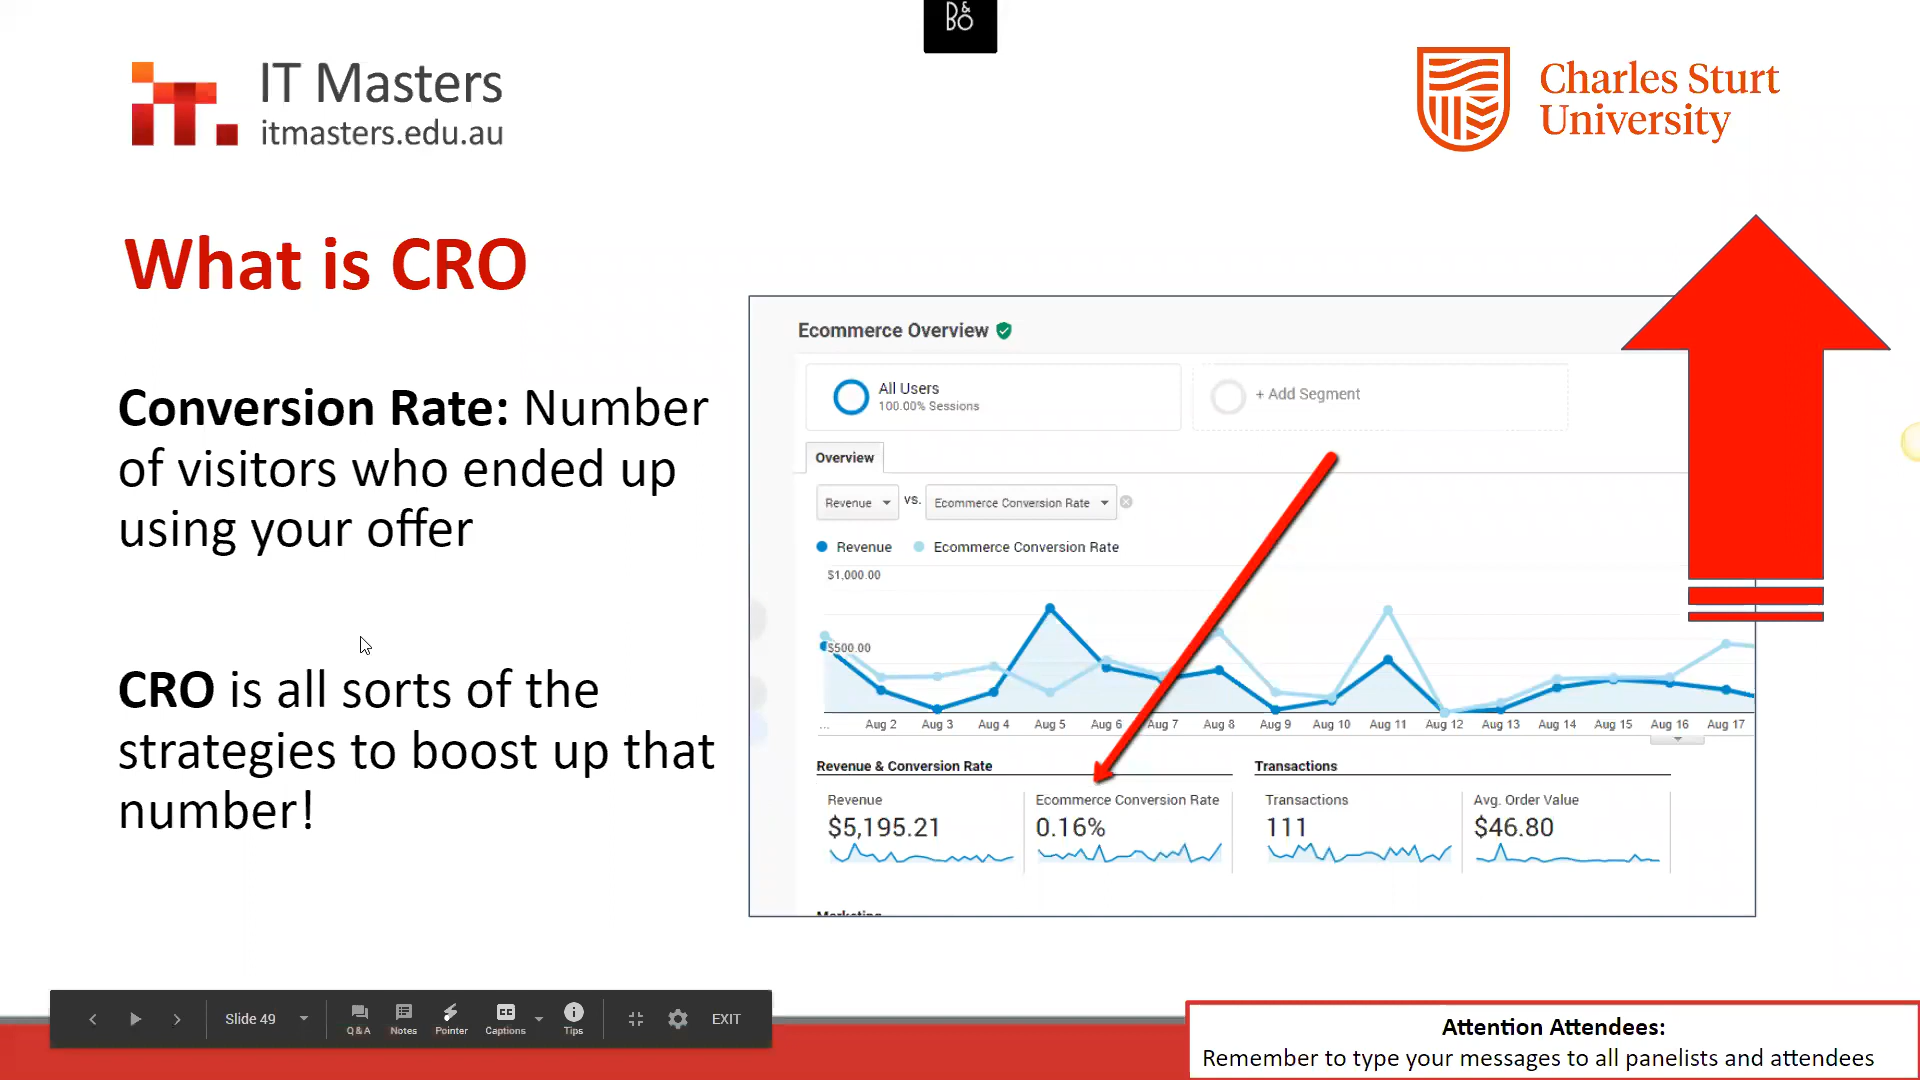 B&O
IT Masters
itmasters.edu.au
Charles Sturt
University
What is CRO
Conversion Rate: Number
of visitors who ended up
using your offer
CRO is all sorts of the
strategies to boost up that
number!
Ecommerce Overview
All Users
100.00% Sessions
+ Add Segment
Overview
Revenue
vs.
Ecommerce Conversion Rate
Revenue
Ecommerce Conversion Rate
$1,000.00
$500.00
... Aug 2 Aug 3 Aug 4 Aug 5 Aug 6 Aug 7 Aug 8 Aug 9 Aug 10 Aug 11 Aug 12 Aug 13 Aug 14 Aug 15 Aug 16 Aug 17
Revenue & Conversion Rate
Revenue
$5,195.21
Ecommerce Conversion Rate
0.16%
Transactions
Transactions
111
Avg. Order Value
$46.80
Marketing
Slide 49
Q&A
Notes
Pointer
Captions
Tips
EXIT
Attention Attendees:
Remember to type your messages to all panelists and attendees